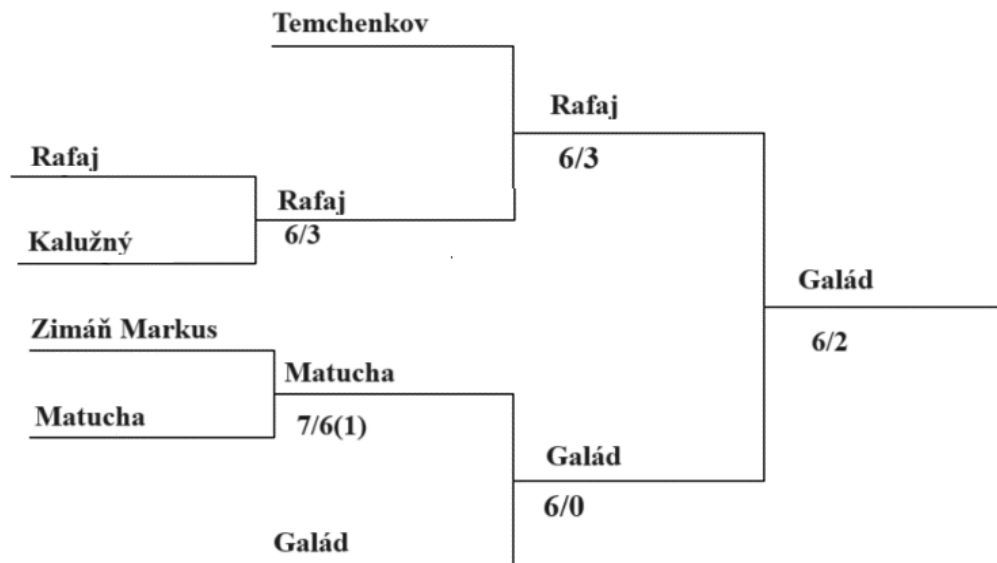 Temchenkov
Rafaj
6/3
Rafaj
Rafaj
6/3
Kalužný
Galád
6/2
Zimáň Markus
Matucha
7/6(1)
Matucha
Galád
6/0
Galád